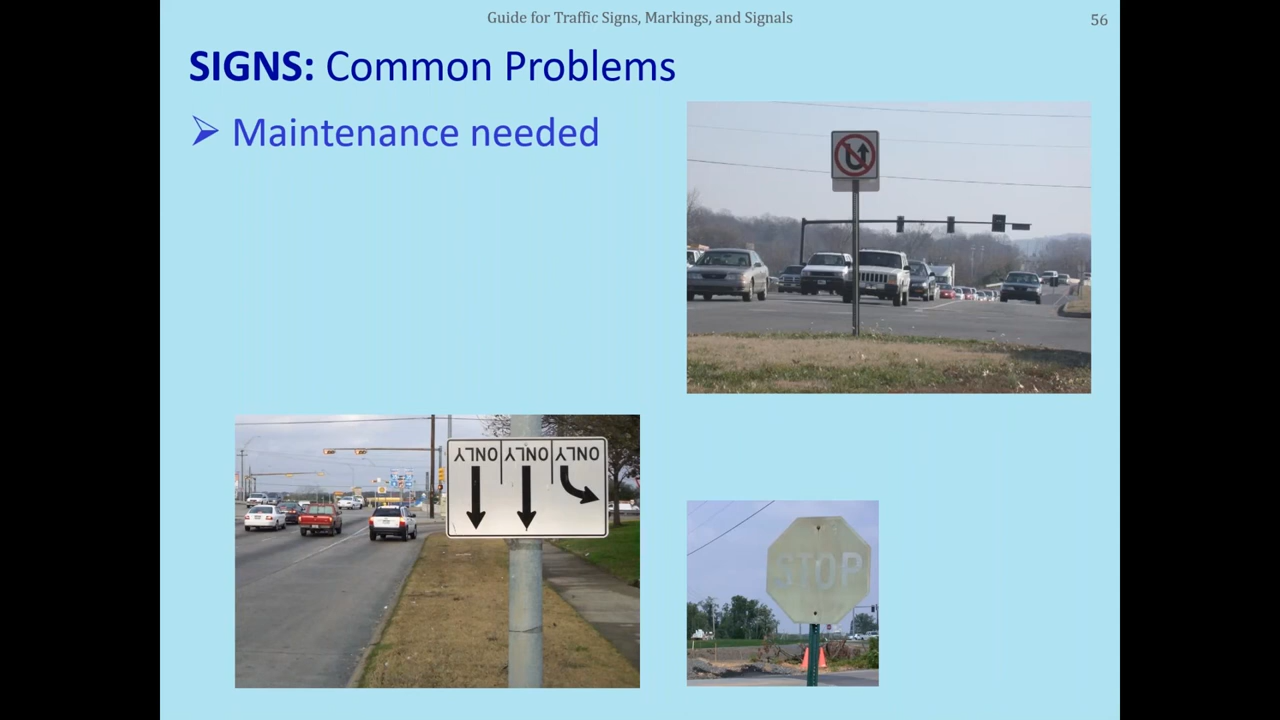 Guide for Traffic Signs, Markings, and Signals
56
SIGNS: Common Problems
Maintenance needed
ONLY ONLY ONLY
STOP